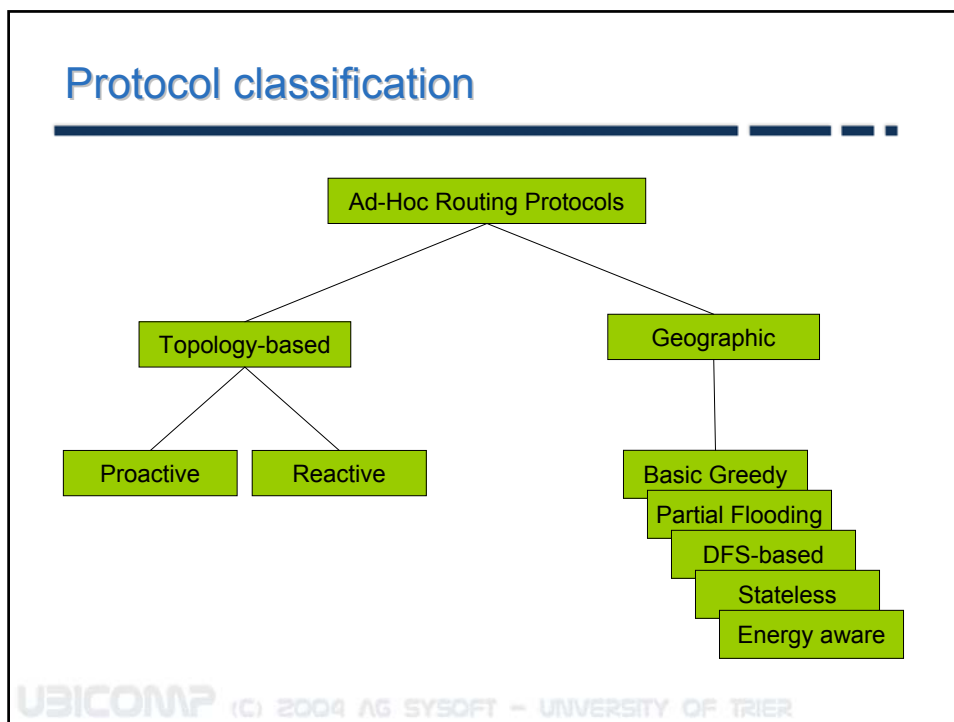 Protocol classification
Ad-Hoc Routing Protocols
Topology-based
Geographic
Proactive
Reactive
Basic Greedy
Partial Flooding
DFS-based
Stateless
Energy aware
UBICOMP (C) 2004 AG SYSOFT – UNIVERSITY OF TRIER